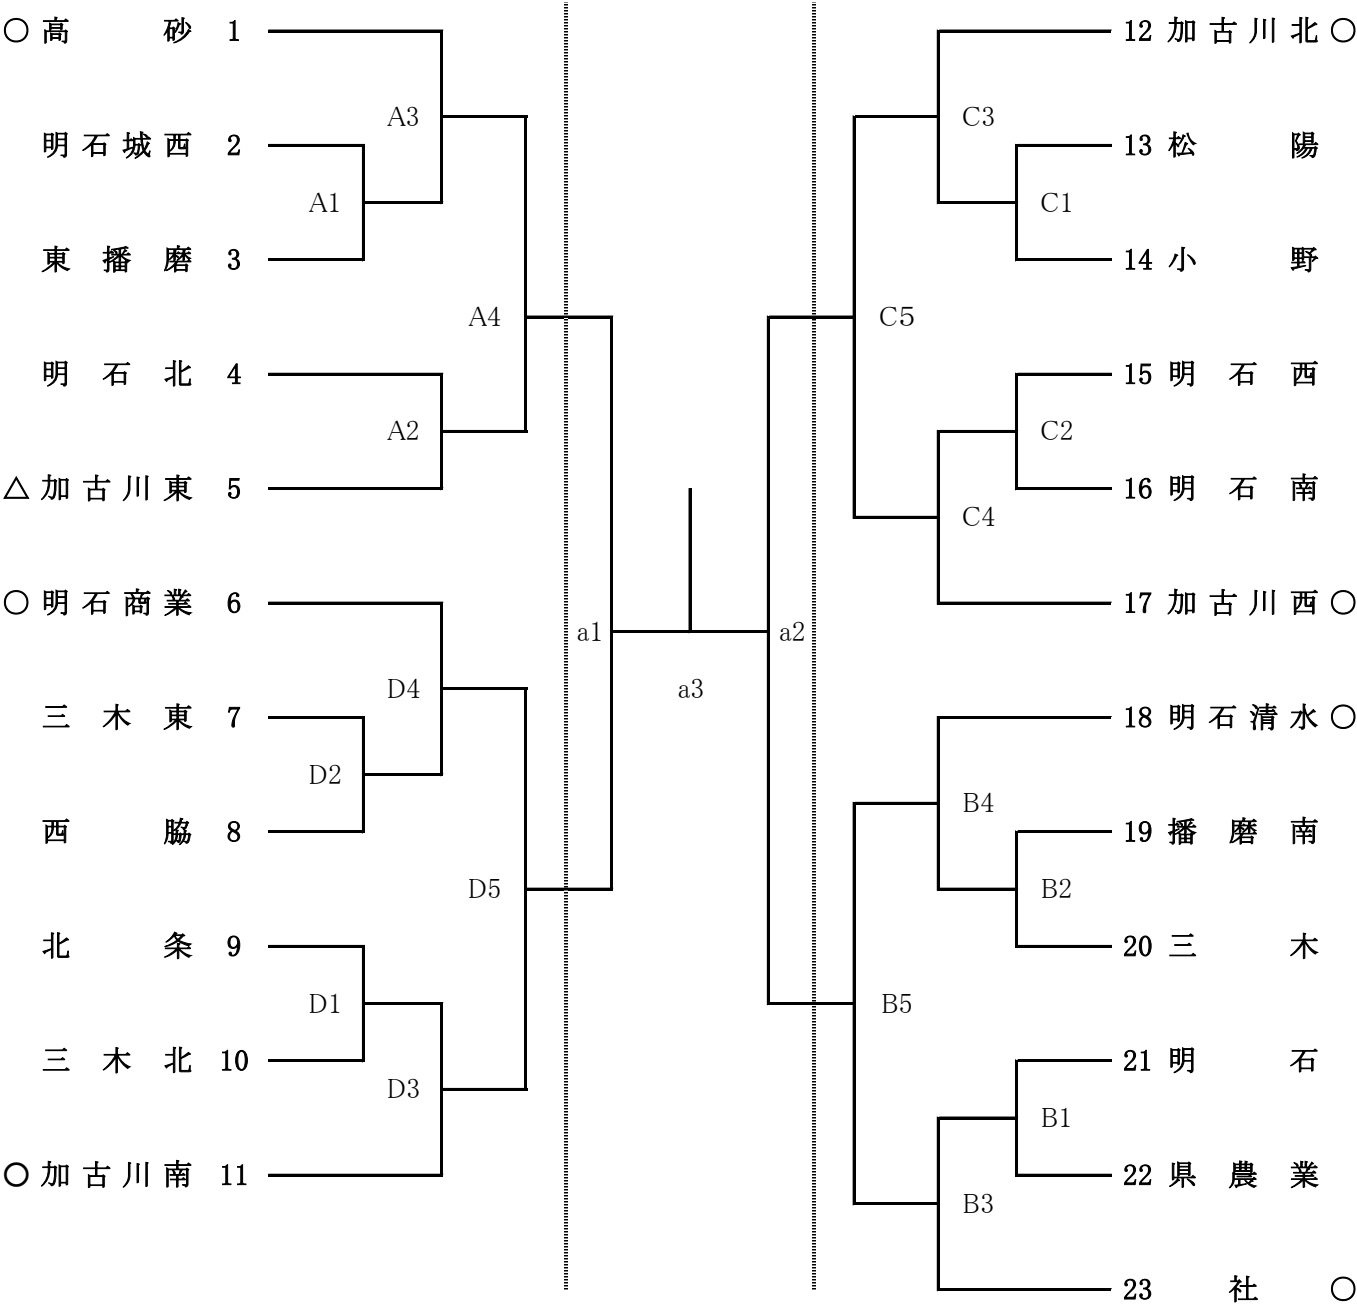 ○ 高砂 1
A3
明石城西 2
A1
東播磨 3
A4
明石北 4
A2
△ 加古川東 5
○ 明石商業 6
D4
三木東 7
D2
西脇 8
D5
北条 9
D1
三木北 10
D3
○ 加古川南 11
a1
a3
a2
12 加古川北 ○
C3
13 松陽
C1
14 小野
C5
15 明石西
C2
16 明石南
C4
17 加古川西 ○
18 明石清水 ○
B4
19 播磨南
B2
20 三木
B5
21 明石
B1
22 県農業
B3
23 社 ○